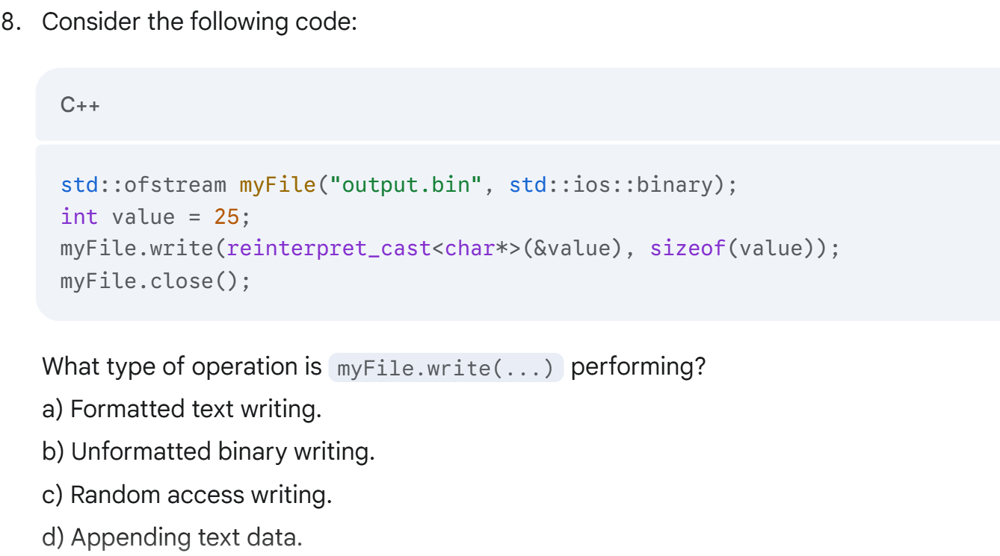 8. Consider the following code:
C++
std::ofstream myFile("output.bin", std::ios::binary);
int value = 25;
myFile.write(reinterpret_cast<char*>(&value), sizeof(value));
myFile.close();
What type of operation is myFile.write(...) performing?
a) Formatted text writing.
b) Unformatted binary writing.
c) Random access writing.
d) Appending text data.